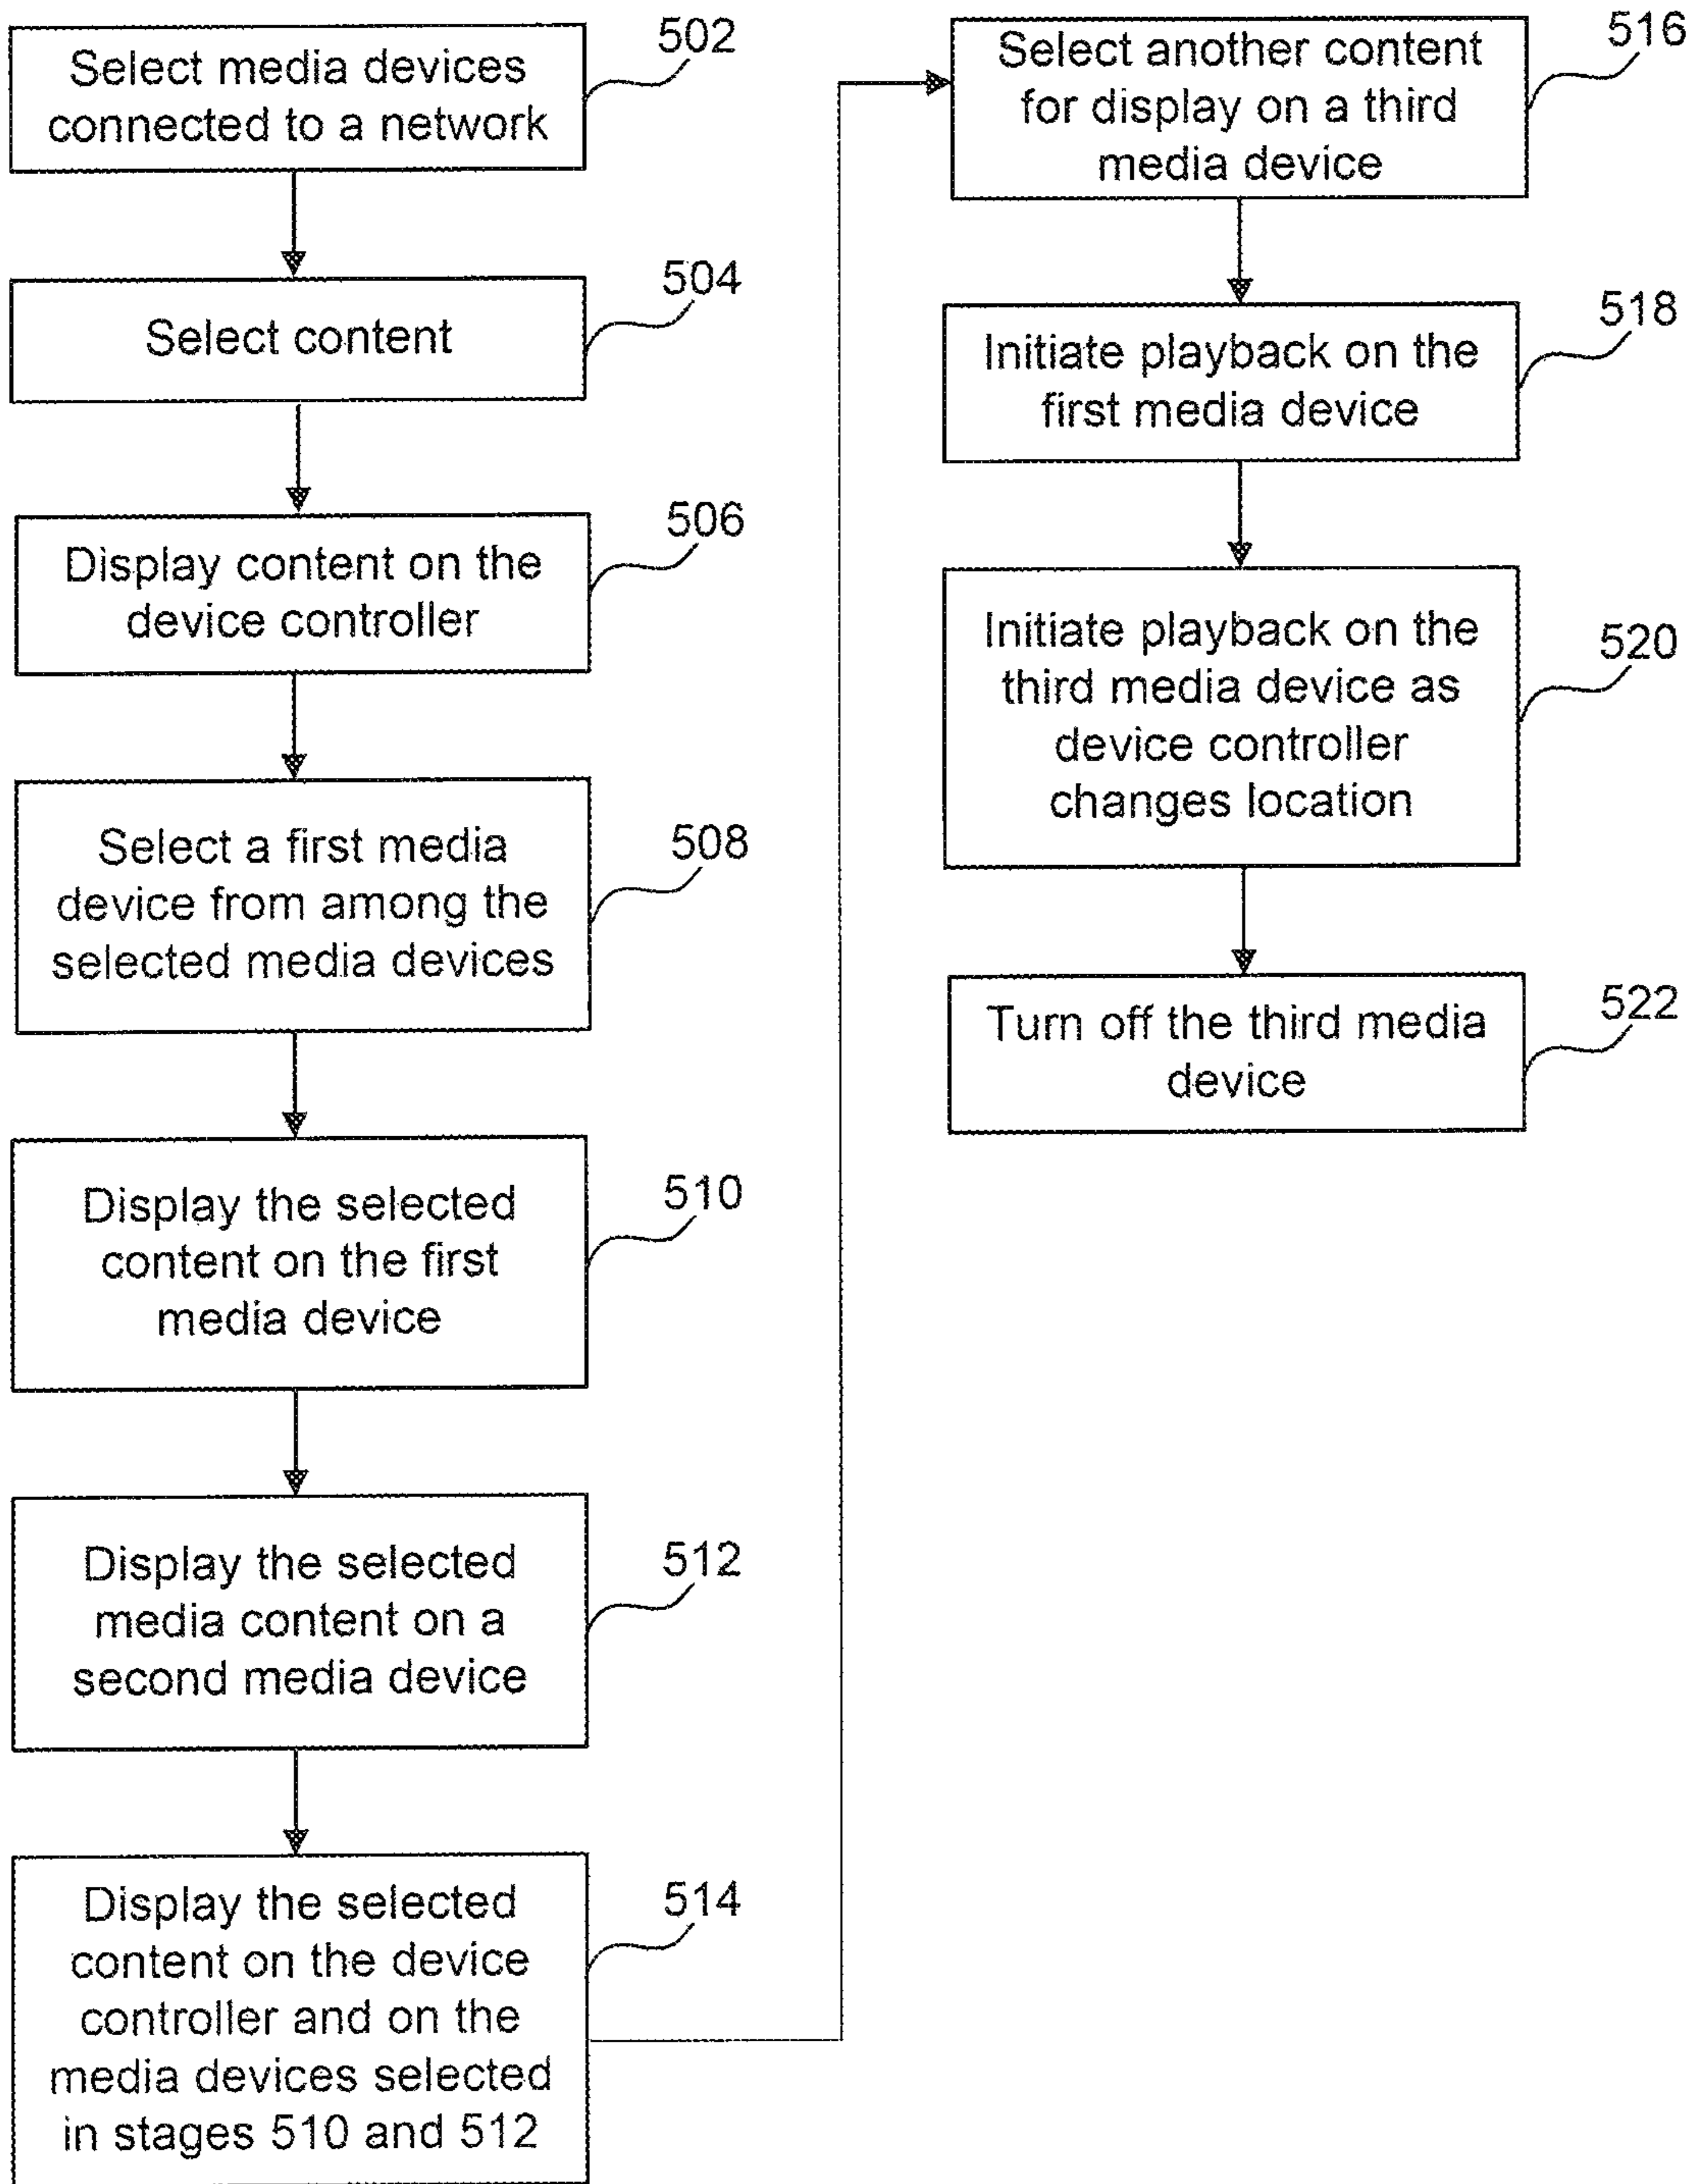 502
Select media devices
connected to a network
504
Select content
506
Display content on the
device controller
508
Select a first media
device from among the
selected media devices
510
Display the selected
content on the first
media device
512
Display the selected
media content on a
second media device
514
Display the selected
content on the device
controller and on the
media devices selected
in stages 510 and 512
516
Select another content
for display on a third
media device
518
Initiate playback on the
first media device
520
Initiate playback on the
third media device as
device controller
changes location
522
Turn off the third media
device